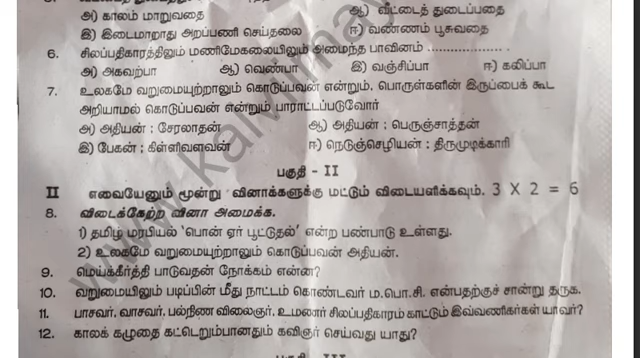 அ) காலம் மாறுவதை ஆ) வீட்டைத் துடைப்பதை
இ) இடைமாறாது அறப்பணி செய்தலை ஈ) வண்ணம் பூசுவதை
6. சிலப்பதிகாரத்திலும் மணிமேகலையிலும் அமைந்த பாவினம் ....................
அ) அகவற்பா ஆ) வெண்பா இ) வஞ்சிப்பா ஈ) கலிப்பா
7. உலகமே வறுமையுற்றாலும் கொடுப்பவன் என்றும். பொருள்களின் இருப்பைக் கூட
அறியாமல் கொடுப்பவன் என்றும் பாராட்டப்படுவோர்
அ) அதியன் ; சேரலாதன் ஆ) அதியன் ; பெருஞ்சாத்தன்
இ) பேகன் ; கிள்ளிவளவன் ஈ) நெடுஞ்செழியன் ; திருமுடிக்காரி
பகுதி - II
II எவையேனும் மூன்று வினாக்களுக்கு மட்டும் விடையளிக்கவும். 3 X 2 = 6
8. விடைக்கேற்ற வினா அமைக்க.
1) தமிழ் மரபியல் 'பொன் ஏர் பூட்டுதல்' என்ற பண்பாடு உள்ளது.
2) உலகமே வறுமையுற்றாலும் கொடுப்பவன் அதியன்.
9. மெய்க்கீர்த்தி பாடுவதன் நோக்கம் என்ன?
10. வறுமையிலும் படிப்பின் மீது நாட்டம் கொண்டவர் ம.பொ.சி. என்பதற்குச் சான்று தருக.
11. பாசவர், வாசவர், பல்நிண விலைஞர், உமணர் சிலப்பதிகாரம் காட்டும் இவ்வணிகர்கள் யாவர்?
12. காலக் கழுதை கட்டெறும்பானதும் கவிஞர் செய்வது யாது?